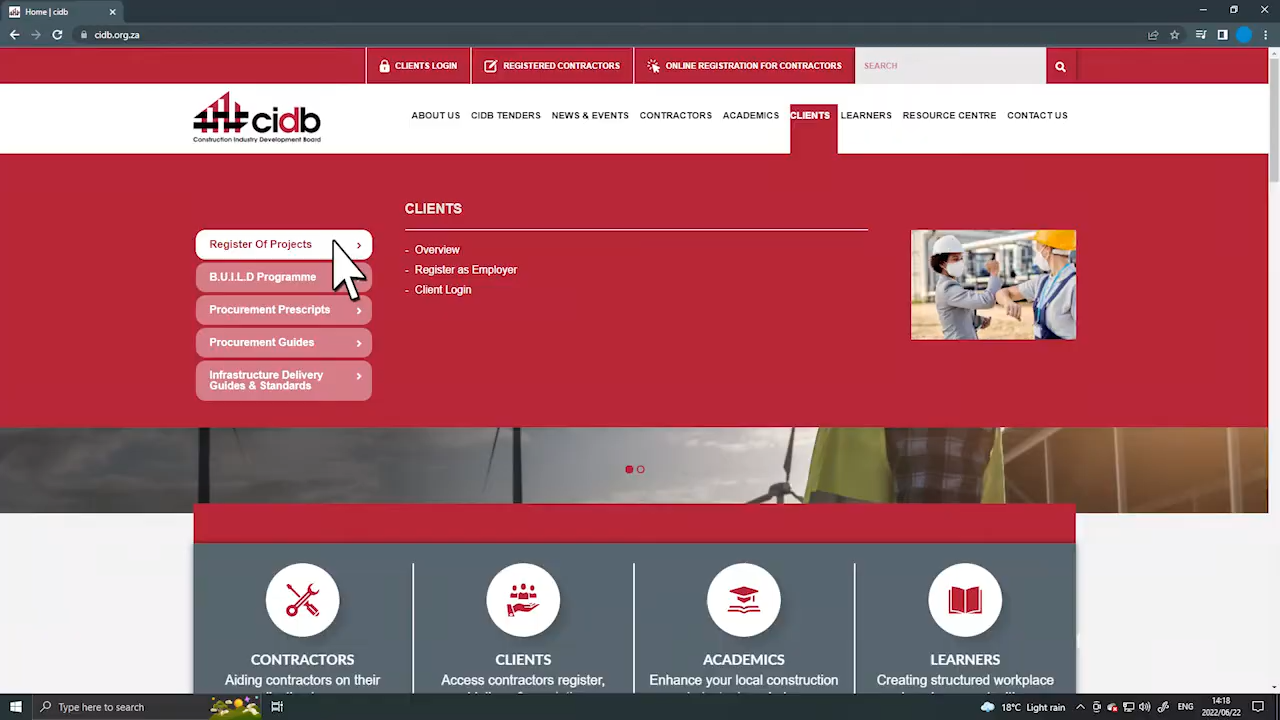 Home | cidb
cidb.org.za
CLIENTS LOGIN
REGISTERED CONTRACTORS
ONLINE REGISTRATION FOR CONTRACTORS
SEARCH
cidb
Construction Industry Development Board
ABOUT US
CIDB TENDERS
NEWS & EVENTS
CONTRACTORS
ACADEMICS
CLIENTS
LEARNERS
RESOURCE CENTRE
CONTACT US
Register Of Projects
B.U.I.L.D Programme
Procurement Prescripts
Procurement Guides
Infrastructure Delivery
Guides & Standards
CLIENTS
- Overview
- Register as Employer
- Client Login
CONTRACTORS
Aiding contractors on their
CLIENTS
Access contractors register,
ACADEMICS
Enhance your local construction
LEARNERS
Creating structured workplace
Type here to search
18°C Light rain
14:18
2022/06/22